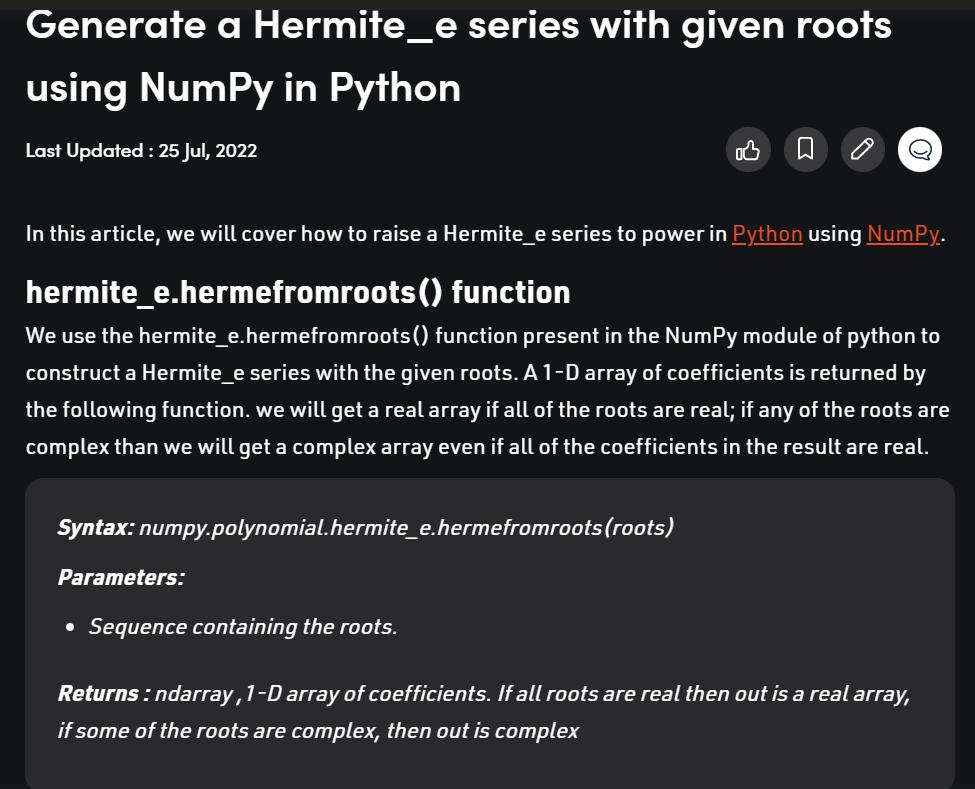 Generate a Hermite_e series with given roots
using NumPy in Python
Last Updated : 25 Jul, 2022
In this article, we will cover how to raise a Hermite_e series to power in Python using NumPy.
hermite_e.hermefromroots() function
We use the hermite_e.hermefromroots() function present in the NumPy module of python to
construct a Hermite_e series with the given roots. A 1-D array of coefficients is returned by
the following function. we will get a real array if all of the roots are real; if any of the roots are
complex than we will get a complex array even if all of the coefficients in the result are real.
Syntax: numpy.polynomial.hermite_e.hermefromroots(roots)
Parameters:
• Sequence containing the roots.
Returns : ndarray ,1-D array of coefficients. If all roots are real then out is a real array,
if some of the roots are complex, then out is complex